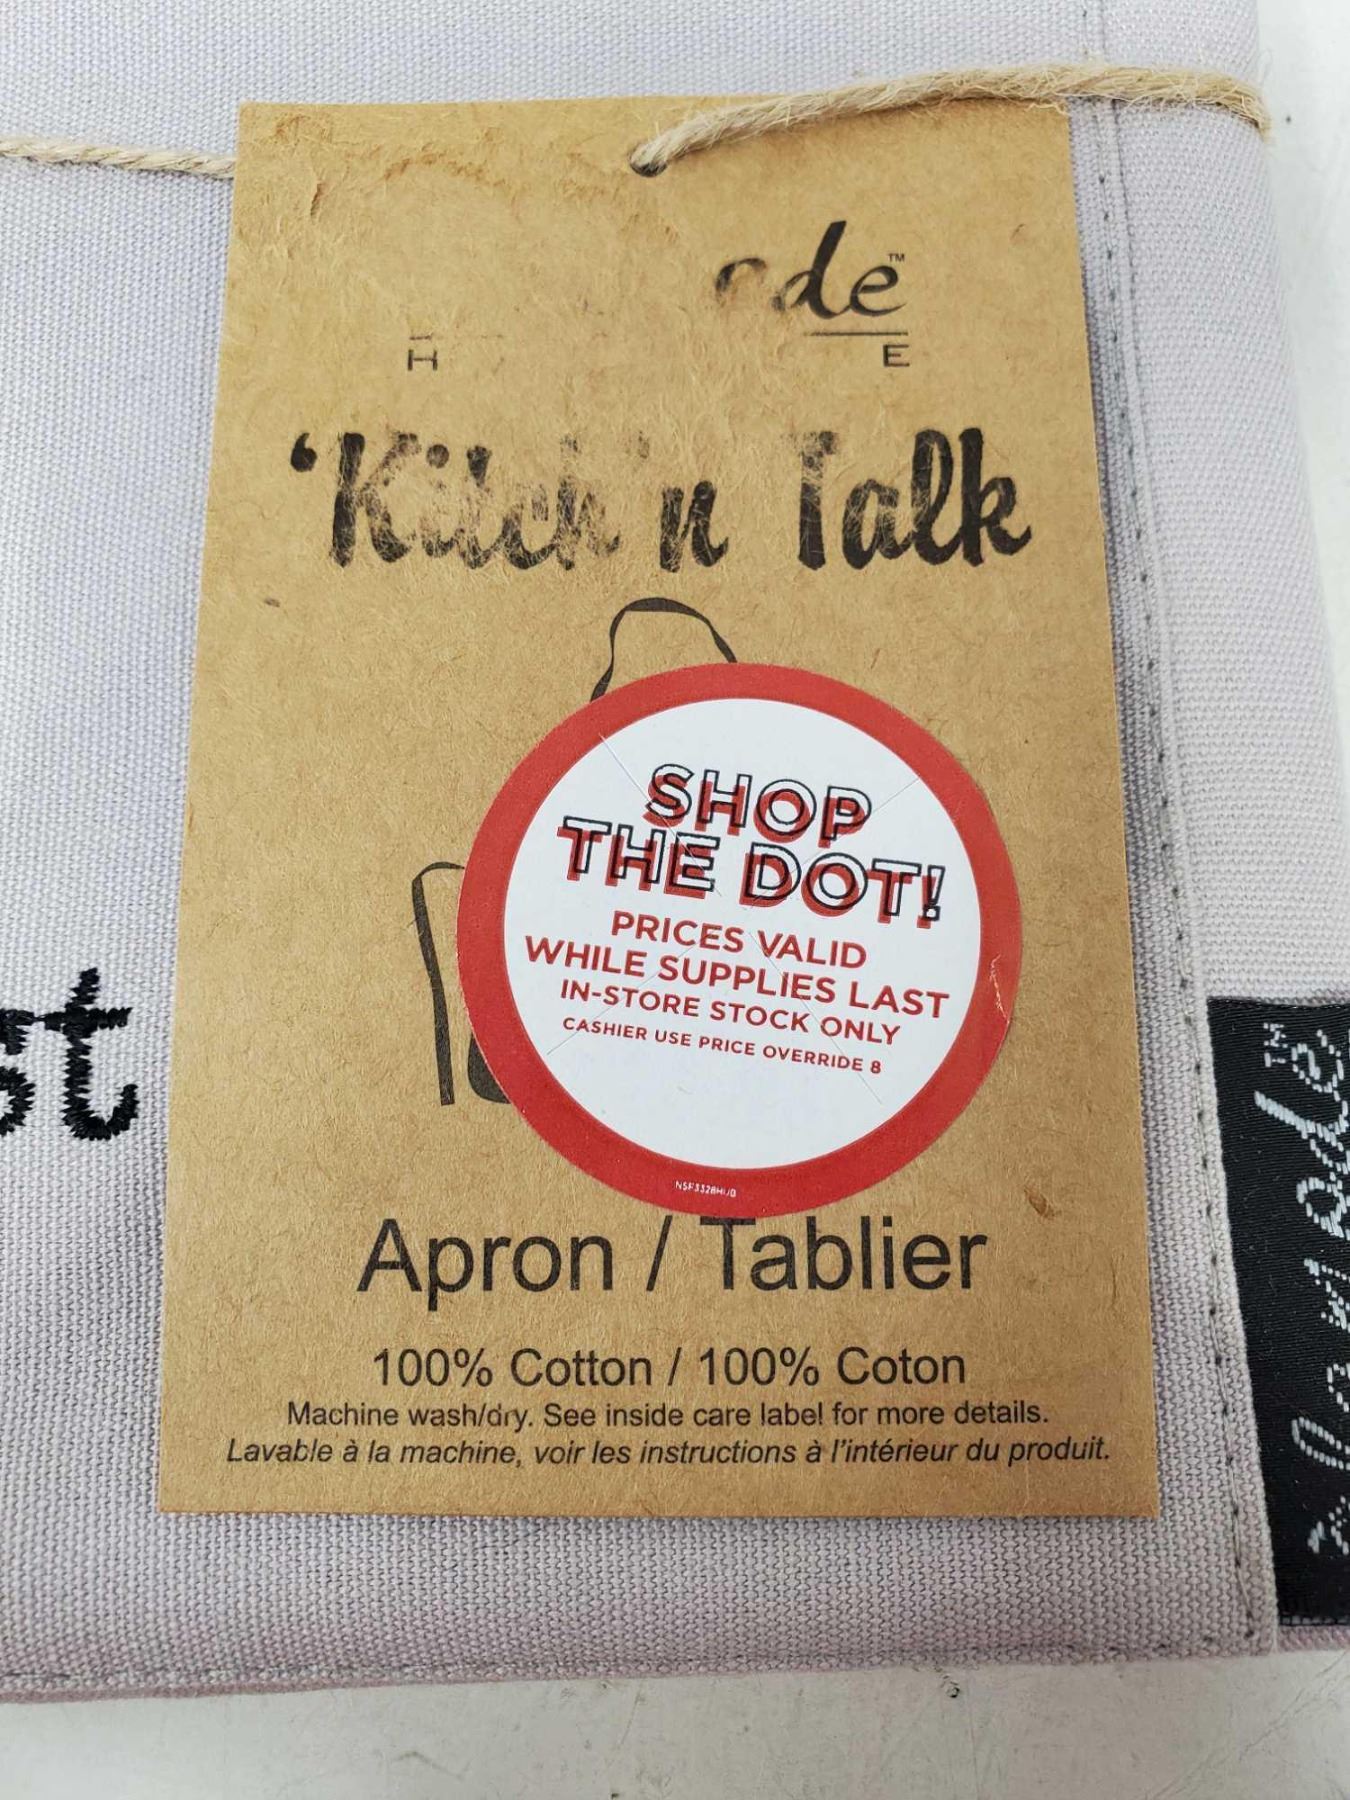 de™
H E
'Kitch'n Talk
SHOP
THE DOT!
PRICES VALID
WHILE SUPPLIES LAST
IN-STORE STOCK ONLY
CASHIER USE PRICE OVERRIDE 8
Apron / Tablier
100% Cotton / 100% Coton
Machine wash/dry. See inside care label for more details.
Lavable à la machine, voir les instructions à l'intérieur du produit.
st